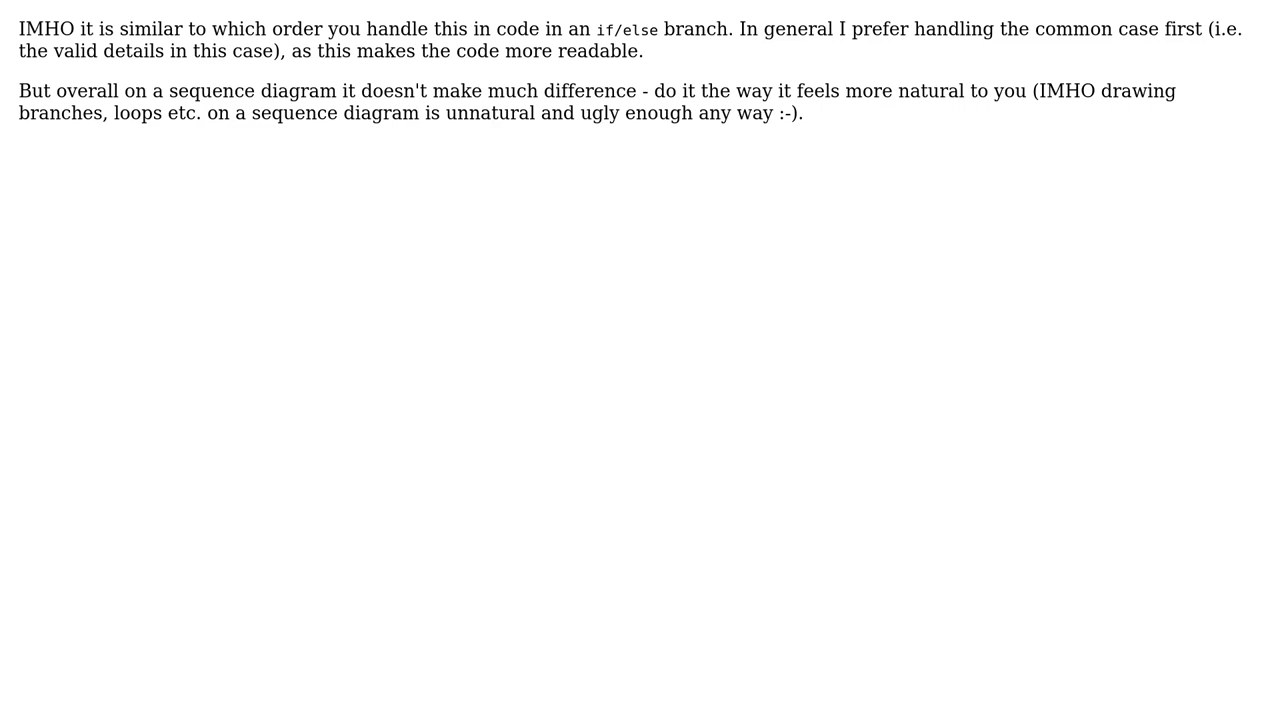 IMHO it is similar to which order you handle this in code in an if/else branch. In general I prefer handling the common case first (i.e.
the valid details in this case), as this makes the code more readable.
But overall on a sequence diagram it doesn't make much difference - do it the way it feels more natural to you (IMHO drawing
branches, loops etc. on a sequence diagram is unnatural and ugly enough any way :-).